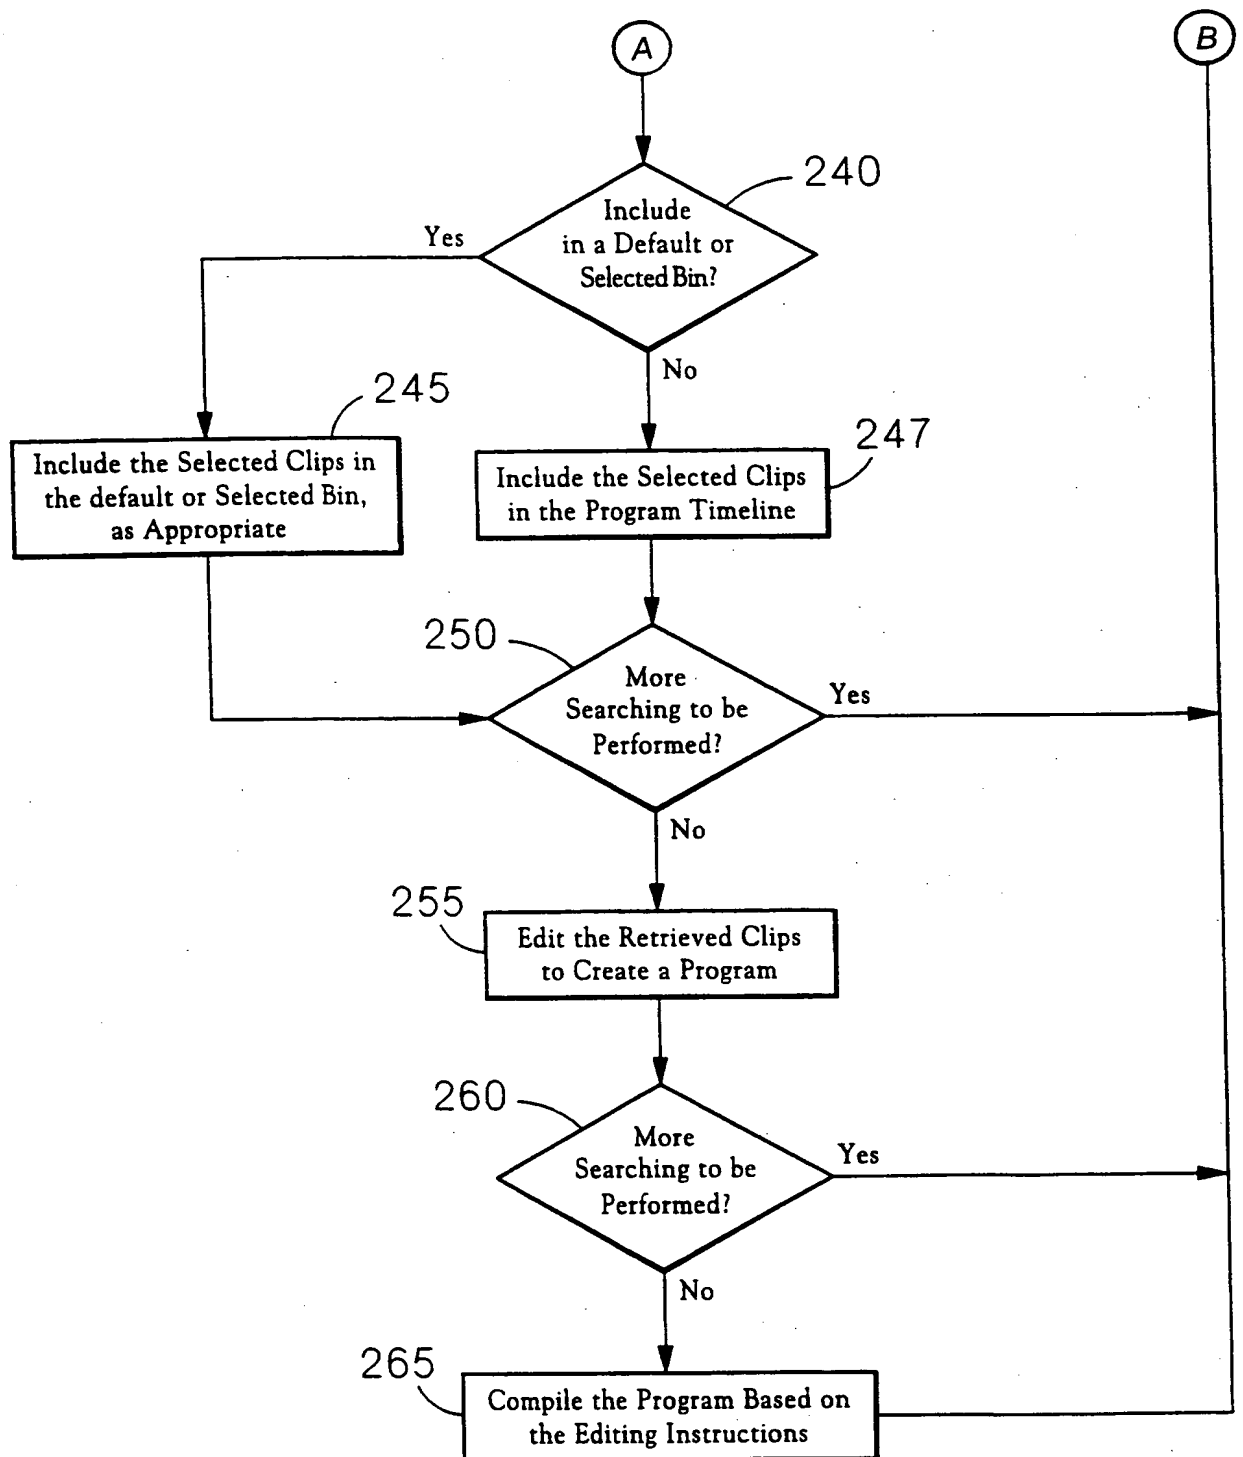 A
B
240
Include
in a Default or
Selected Bin?
Yes
No
245
Include the Selected Clips in
the default or Selected Bin,
as Appropriate
247
Include the Selected Clips
in the Program Timeline
250
More
Searching to be
Performed?
Yes
No
255
Edit the Retrieved Clips
to Create a Program
260
More
Searching to be
Performed?
Yes
No
265
Compile the Program Based on
the Editing Instructions